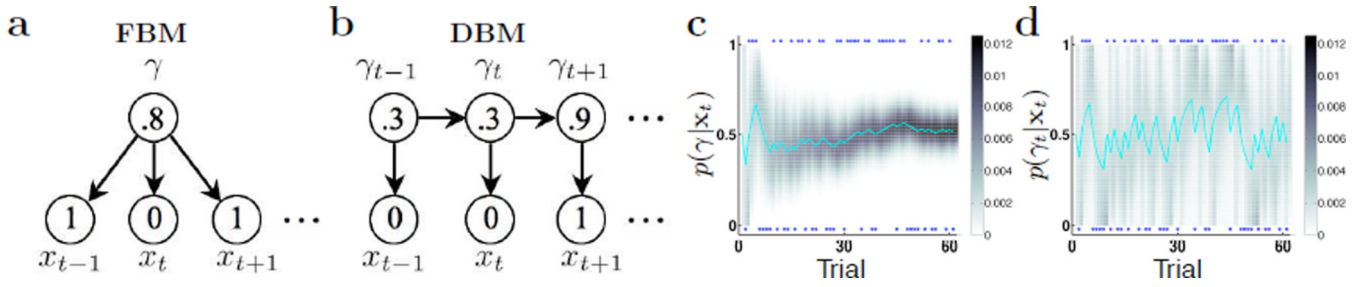 a
FBM
γ
.8
1 0 1 ...
x_{t−1} x_t x_{t+1}
b
DBM
γ_{t−1} γ_t γ_{t+1}
.3 .3 .9 ...
0 0 1 ...
x_{t−1} x_t x_{t+1}
c
p(γ|x_t)
1
0.5
0
0 30 60
Trial
0.012
0.01
0.008
0.006
0.004
0.002
0
d
p(γ_t|x_t)
1
0.5
0
0 30 60
Trial
0.012
0.01
0.008
0.006
0.004
0.002
0